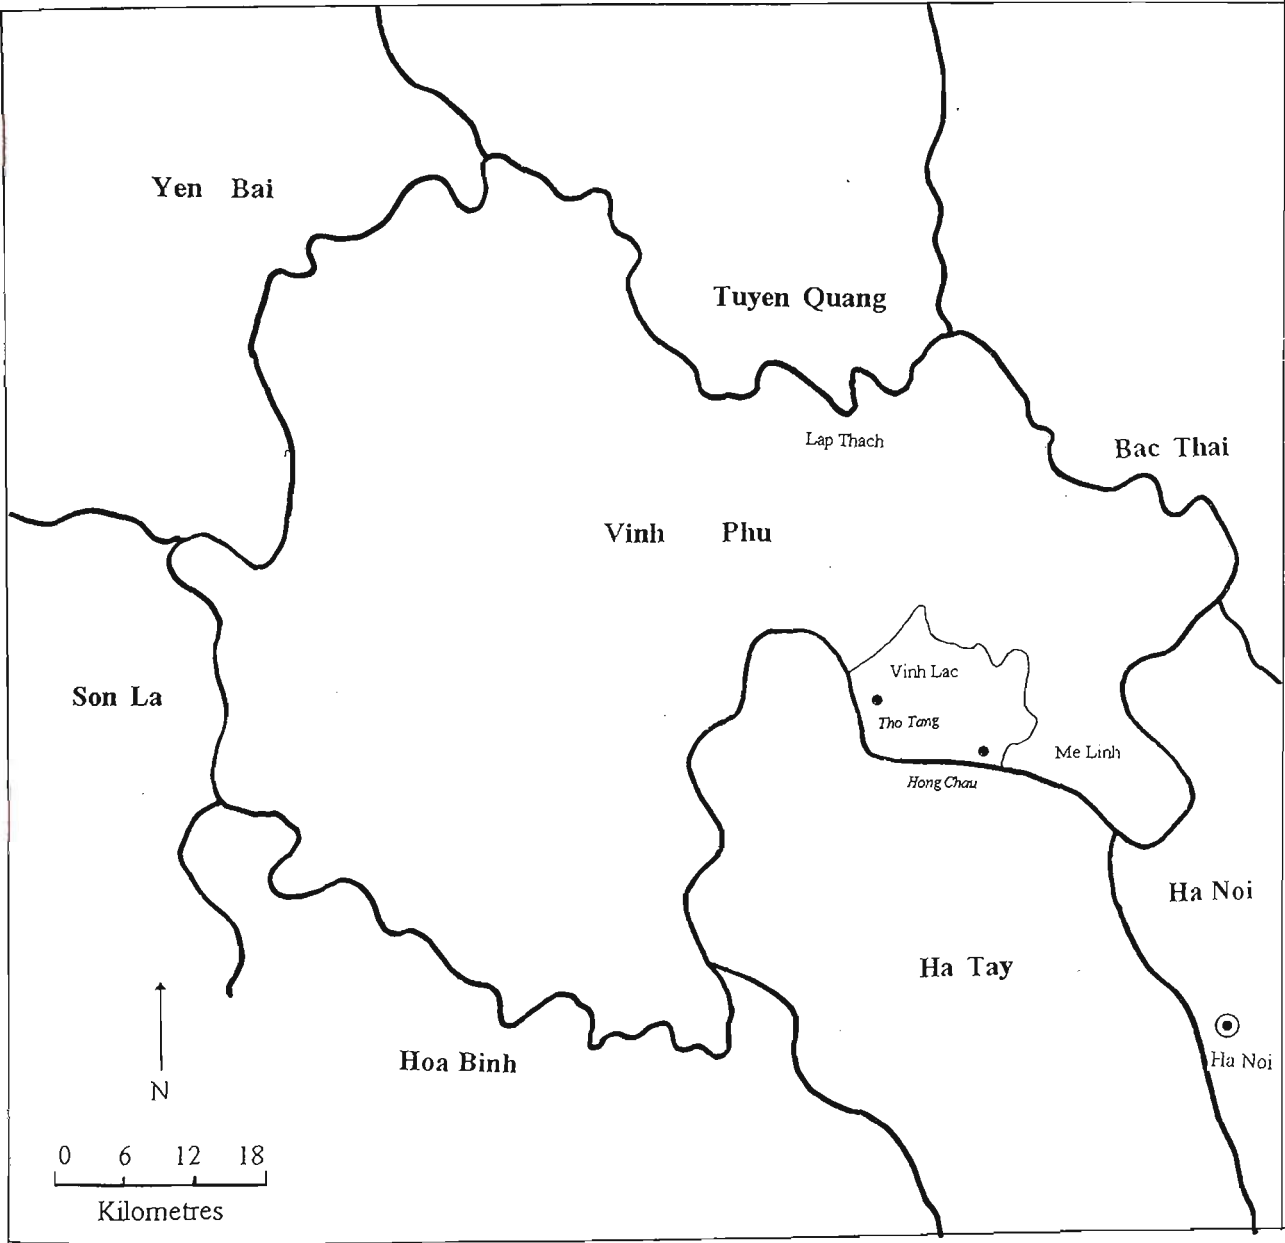 Yen Bai
Tuyen Quang
Lap Thach
Bac Thai
Vinh Phu
Vinh Lac
Son La
Tho Tang
Me Linh
Hong Chau
Ha Noi
Ha Tay
Ha Noi
Hoa Binh
N
0 6 12 18
Kilometres